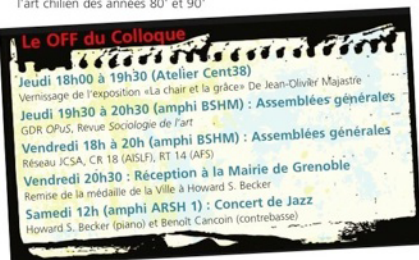 l'art chilien des années 80' et 90'
Le OFF du Colloque
Jeudi 18h00 à 19h30 (Atelier Cent38)
Vernissage de l'exposition «La chair et la grâce» De Jean-Olivier Majastre
Jeudi 19h30 à 20h30 (amphi BSHM) : Assemblées générales
GDR OPuS, Revue Sociologie de l'art
Vendredi 18h à 20h (amphi BSHM) : Assemblées générales
Réseau JCSA, CR 18 (AISLF), RT 14 (AFS)
Vendredi 20h30 : Réception à la Mairie de Grenoble
Remise de la médaille de la Ville à Howard S. Becker
Samedi 12h (amphi ARSH 1) : Concert de Jazz
Howard S. Becker (piano) et Benoît Cancoin (contrebasse)